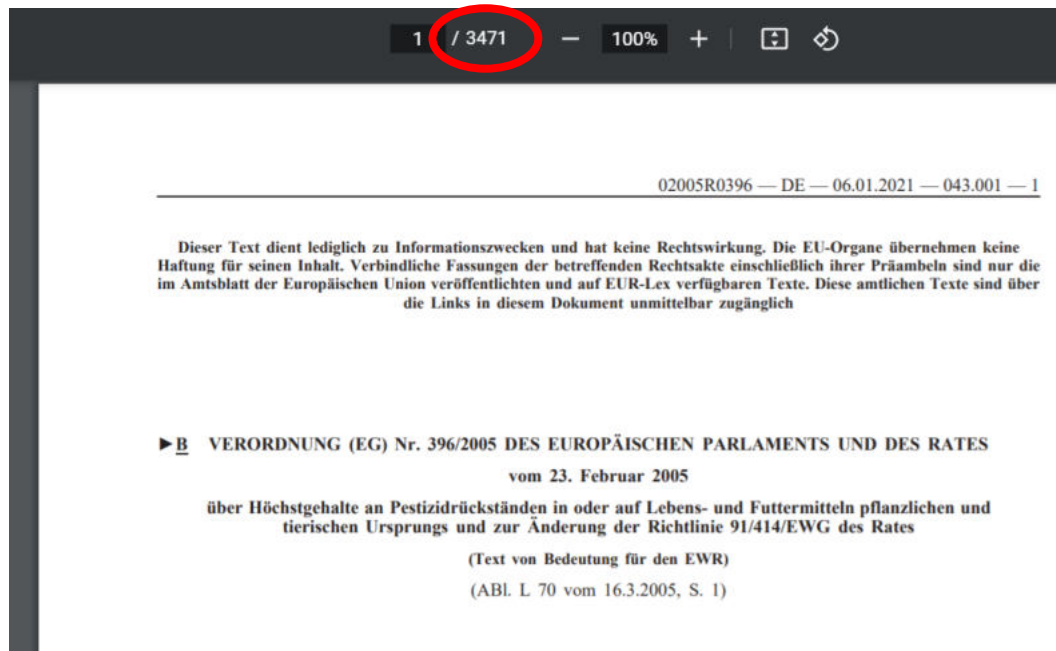 1 / 3471 — 100% +
02005R0396 — DE — 06.01.2021 — 043.001 — 1
Dieser Text dient lediglich zu Informationszwecken und hat keine Rechtswirkung. Die EU-Organe übernehmen keine
Haftung für seinen Inhalt. Verbindliche Fassungen der betreffenden Rechtsakte einschließlich ihrer Präambeln sind nur die
im Amtsblatt der Europäischen Union veröffentlichten und auf EUR-Lex verfügbaren Texte. Diese amtlichen Texte sind über
die Links in diesem Dokument unmittelbar zugänglich
►B VERORDNUNG (EG) Nr. 396/2005 DES EUROPÄISCHEN PARLAMENTS UND DES RATES
vom 23. Februar 2005
über Höchstgehalte an Pestizidrückständen in oder auf Lebens- und Futtermitteln pflanzlichen und
tierischen Ursprungs und zur Änderung der Richtlinie 91/414/EWG des Rates
(Text von Bedeutung für den EWR)
(ABl. L 70 vom 16.3.2005, S. 1)